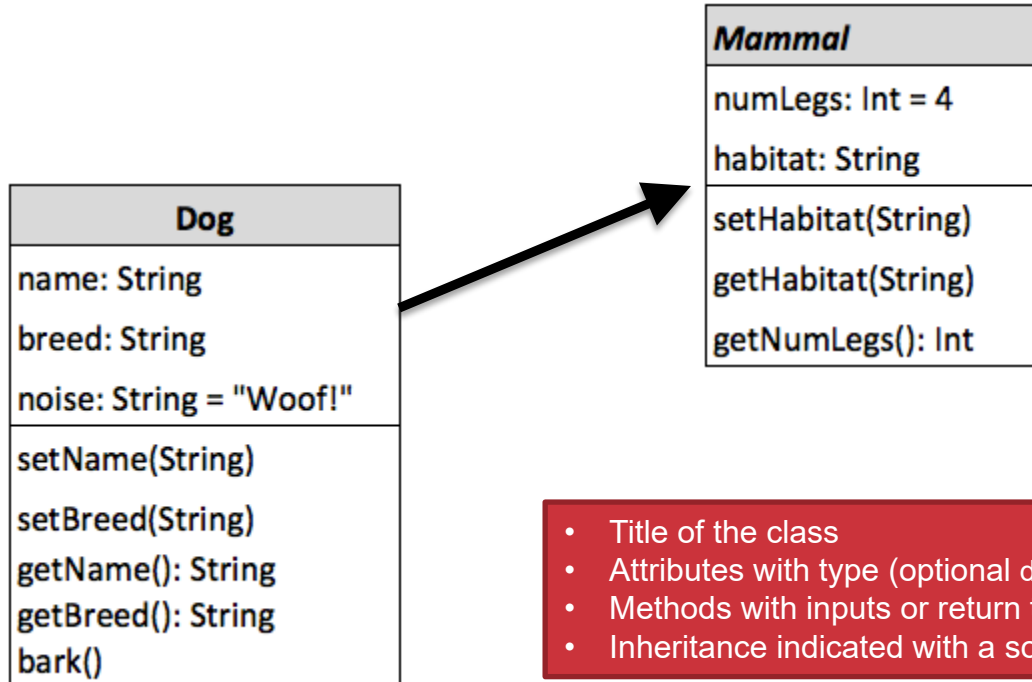 Mammal
numLegs: Int = 4
habitat: String
setHabitat(String)
getHabitat(String)
getNumLegs(): Int
Dog
name: String
breed: String
noise: String = "Woof!"
setName(String)
setBreed(String)
getName(): String
getBreed(): String
bark()
• Title of the class
• Attributes with type (optional
• Methods with inputs or return
• Inheritance indicated with a